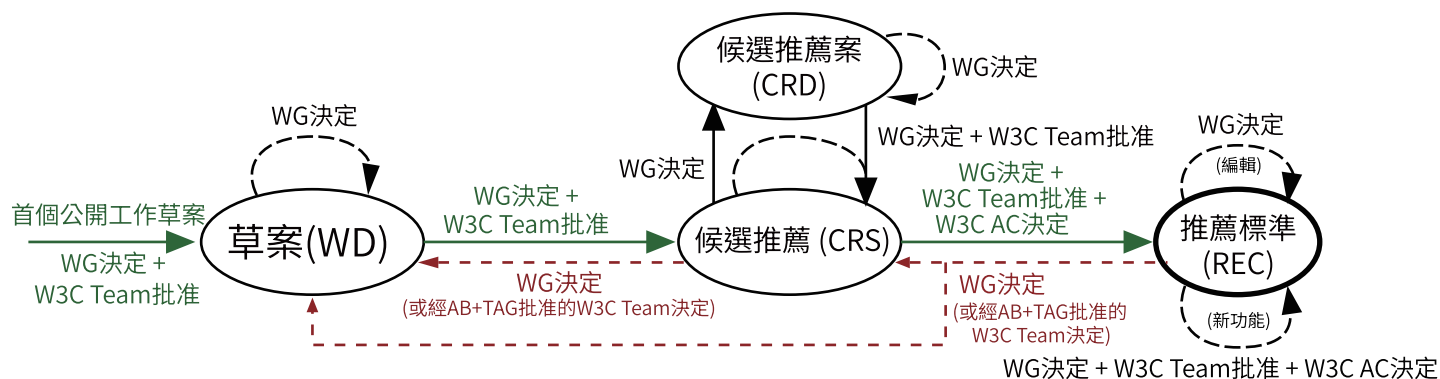 候選推薦案
(CRD)
WG決定
WG決定
WG決定 + W3C Team批准
WG決定
WG決定
(編輯)
首個公開工作草案
WG決定 +
W3C Team批准
草案(WD)
WG決定 +
W3C Team批准
候選推薦 (CRS)
WG決定 +
W3C Team批准 +
W3C AC決定
推薦標準
(REC)
WG決定
(或經AB+TAG批准的W3C Team決定)
WG決定
(或經AB+TAG批准的
W3C Team決定)
(新功能)
WG決定 + W3C Team批准 + W3C AC決定